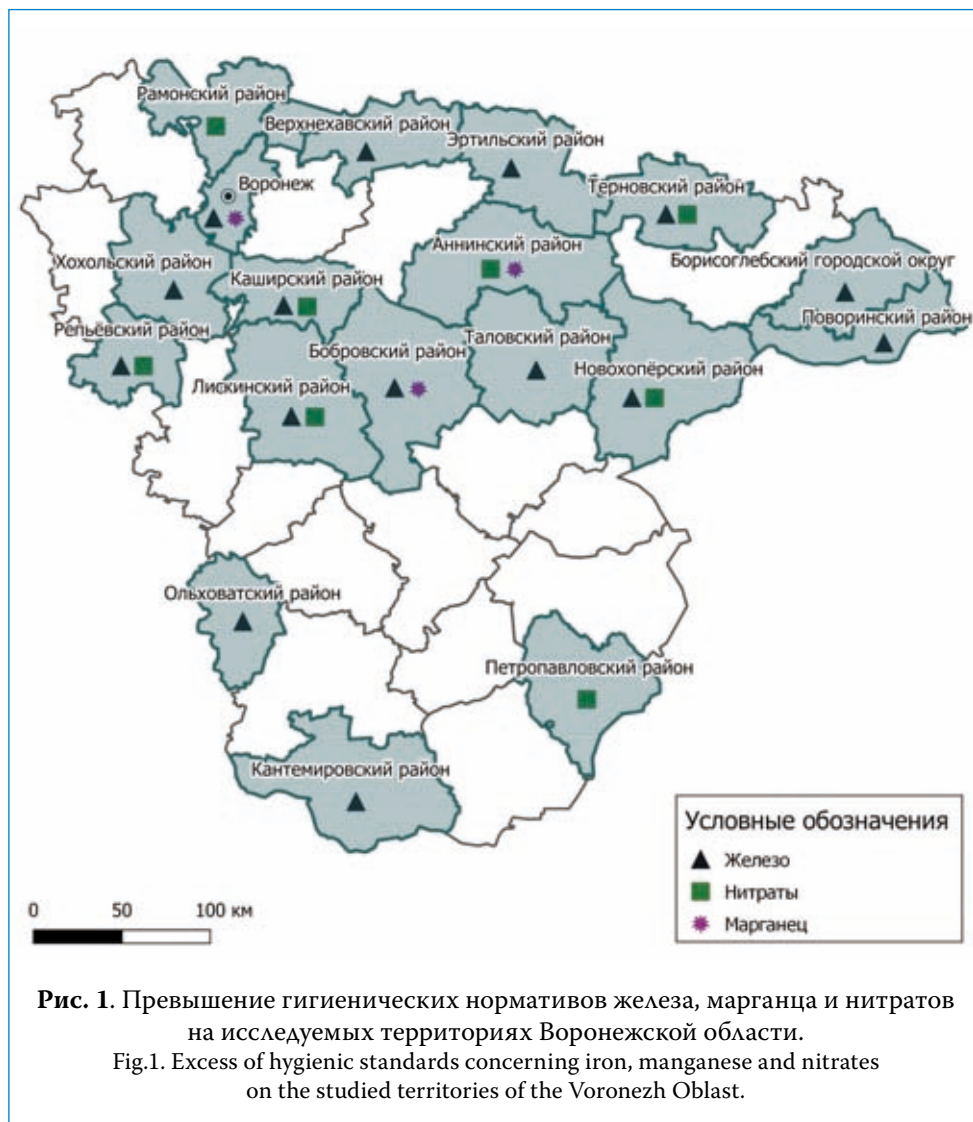 Рамонский район
Верхнехавский район
Эртильский район
Воронеж
Терновский район
Аннинский район
Борисоглебский городской округ
Хохольский район
Каширский район
Поворинский район
Репьёвский район
Бобровский район
Таловский район
Новохопёрский район
Лискинский район
Ольховатский район
Петропавловский район
Кантемировский район
Условные обозначения
Железо
Нитраты
Марганец
0 50 100 км
Рис. 1. Превышение гигиенических нормативов железа, марганца и нитратов
на исследуемых территориях Воронежской области.
Fig.1. Excess of hygienic standards concerning iron, manganese and nitrates
on the studied territories of the Voronezh Oblast.